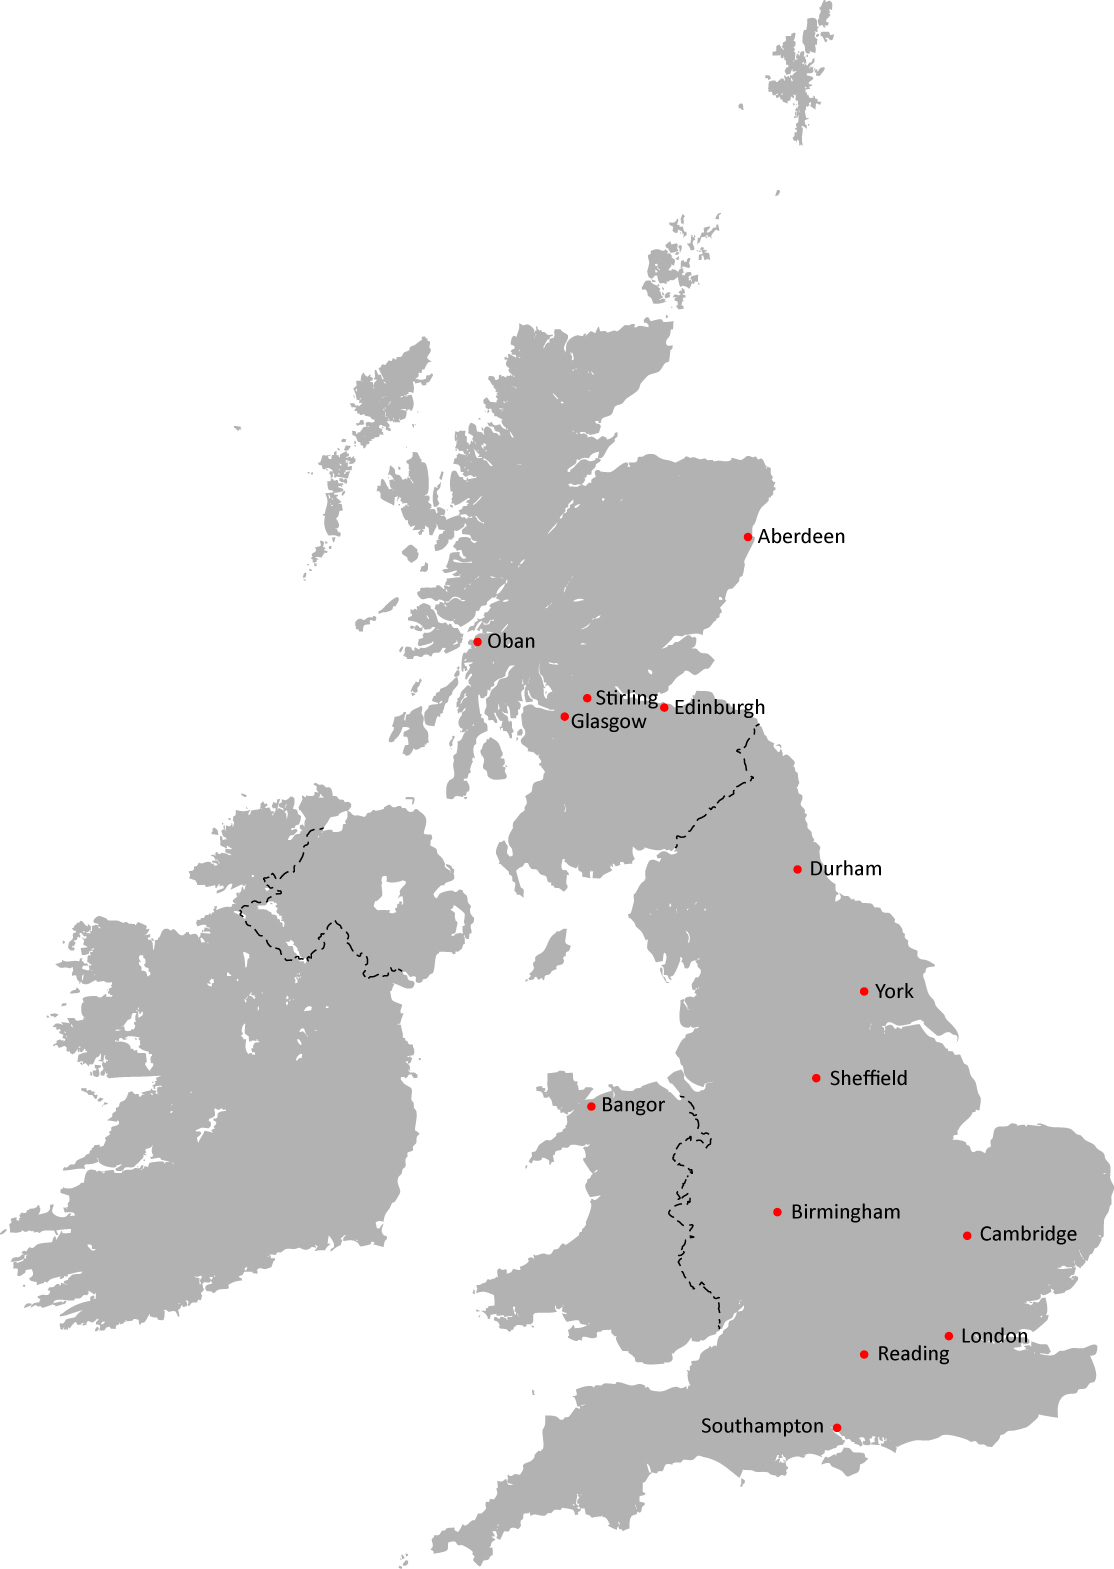 Aberdeen
Oban
Stirling
Edinburgh
Glasgow
Durham
York
Sheffield
Bangor
Birmingham
Cambridge
London
Reading
Southampton